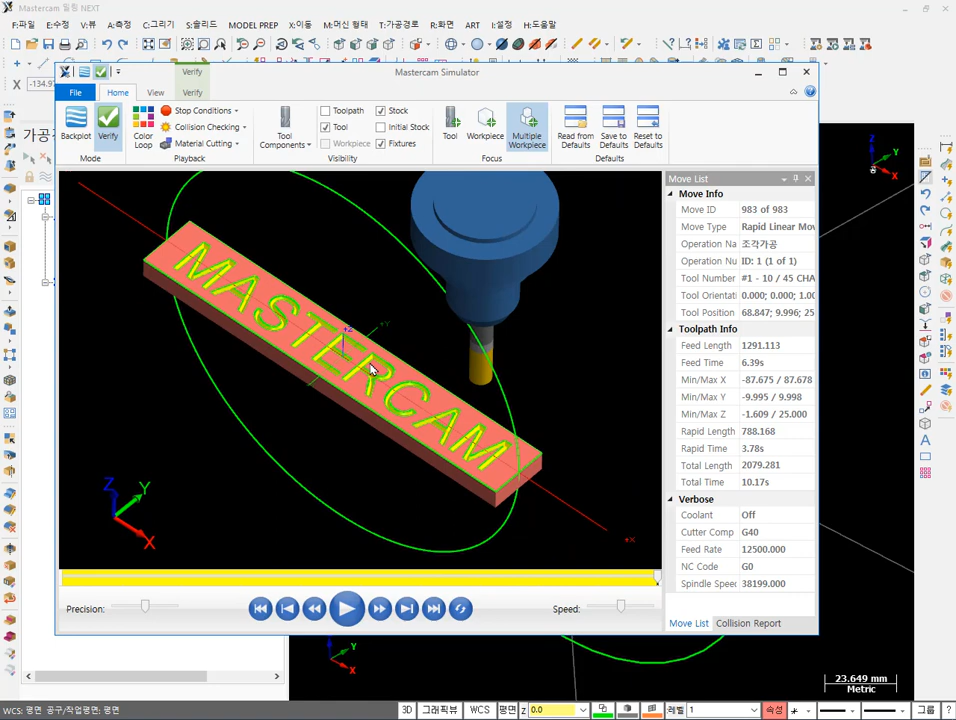 Mastercam 밀링 NEXT
F:파일 E:수정 V:뷰 A:측정 C:그리기 S:솔리드 MODEL PREP X:이동 M:머신 형태 T:가공경로 R:화면 ART I:설정 H:도움말
X -134.97
가공
Verify Mastercam Simulator
File Home View Verify
Backplot Verify
Mode
Color Loop
Stop Conditions
Collision Checking
Material Cutting
Playback
Tool Components
Toolpath Stock
Tool Initial Stock
Workpiece Fixtures
Visibility
Tool Workpiece Multiple Workpiece
Focus
Read from Defaults Save to Defaults Reset to Defaults
Defaults
MASTERCAM
+Z
+Y
+X
Z
Y
X
Move List
Move Info
Move ID 983 of 983
Move Type Rapid Linear Mov
Operation Na 조각가공
Operation Nu ID: 1 (1 of 1)
Tool Number #1 - 10 / 45 CHA
Tool Orientat 0.000; 0.000; 1.00
Tool Position 68.847; 9.996; 25
Toolpath Info
Feed Length 1291.113
Feed Time 6.39s
Min/Max X -87.675 / 87.678
Min/Max Y -9.995 / 9.998
Min/Max Z -1.609 / 25.000
Rapid Length 788.168
Rapid Time 3.78s
Total Length 2079.281
Total Time 10.17s
Verbose
Coolant Off
Cutter Comp G40
Feed Rate 12500.000
NC Code G0
Spindle Speed 38199.000
Move List Collision Report
Precision: Speed:
Z
Y
X
Y
X
23.649 mm
Metric
WCS: 평면 공구/작업평면: 평면 3D 그래픽뷰 WCS 평면 Z 0.0 레벨 1 속성 그룹 ?